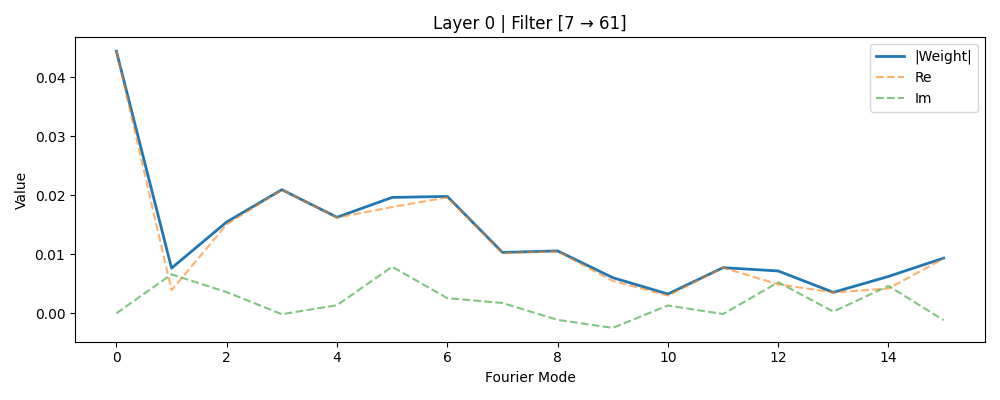 Layer 0 | Filter [7 → 61]
|Weight|
Re
Im
Value
0.04
0.03
0.02
0.01
0.00
0 2 4 6 8 10 12 14
Fourier Mode